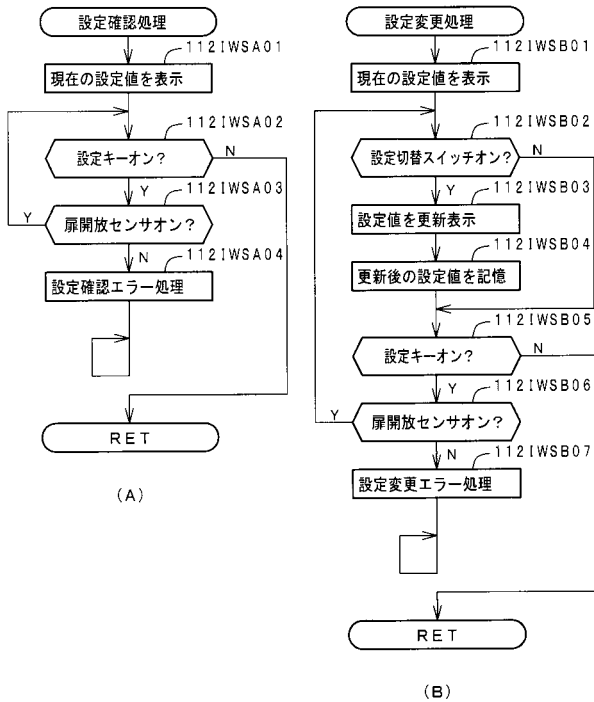 設定確認処理
112IWSA01
現在の設定値を表示
112IWSA02
設定キーオン?
N
Y
112IWSA03
Y
扉開放センサオン?
N
112IWSA04
設定確認エラー処理
RET
(A)
設定変更処理
112IWSB01
現在の設定値を表示
112IWSB02
設定切替スイッチオン?
N
Y
112IWSB03
設定値を更新表示
112IWSB04
更新後の設定値を記憶
112IWSB05
設定キーオン?
N
Y
112IWSB06
Y
扉開放センサオン?
N
112IWSB07
設定変更エラー処理
RET
(B)